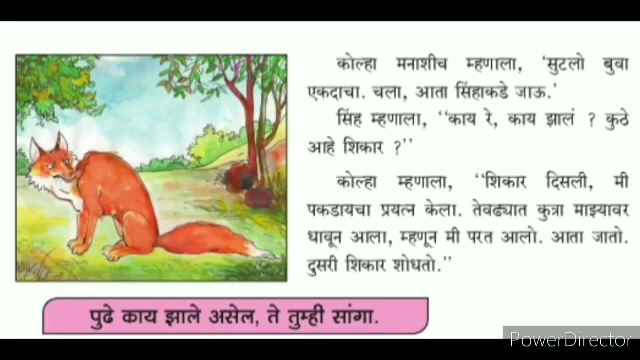 कोल्हा मनाशीच म्हणाला, ‘सुटलो बुवा
एकदाचा. चला, आता सिंहाकडे जाऊ.’
सिंह म्हणाला, ‘‘काय रे, काय झालं ? कुठे
आहे शिकार ?’’
कोल्हा म्हणाला, ‘‘शिकार दिसली, मी
पकडायचा प्रयत्न केला. तेवढ्यात कुत्रा माझ्यावर
धावून आला, म्हणून मी परत आलो. आता जातो.
दुसरी शिकार शोधतो.’’
पुढे काय झाले असेल, ते तुम्ही सांगा.
PowerDirector